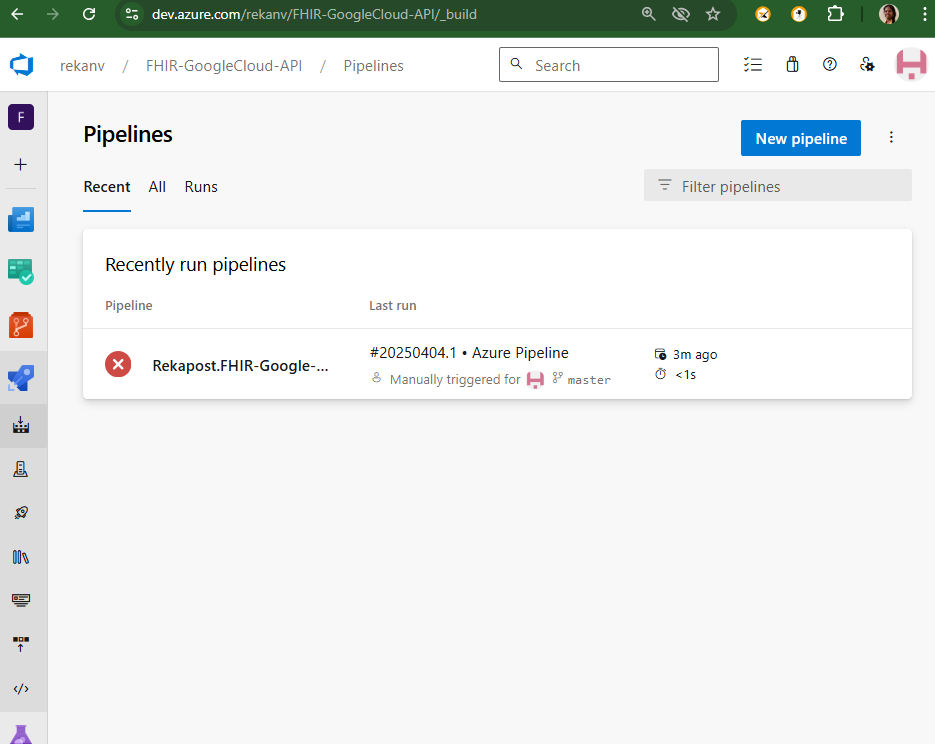 dev.azure.com/rekanv/FHIR-GoogleCloud-API/_build
rekanv / FHIR-GoogleCloud-API / Pipelines
Search
F
Pipelines
New pipeline
Recent All Runs
Filter pipelines
Recently run pipelines
Pipeline Last run
Rekapost.FHIR-Google-...
#20250404.1 • Azure Pipeline
3m ago
Manually triggered for master
<1s